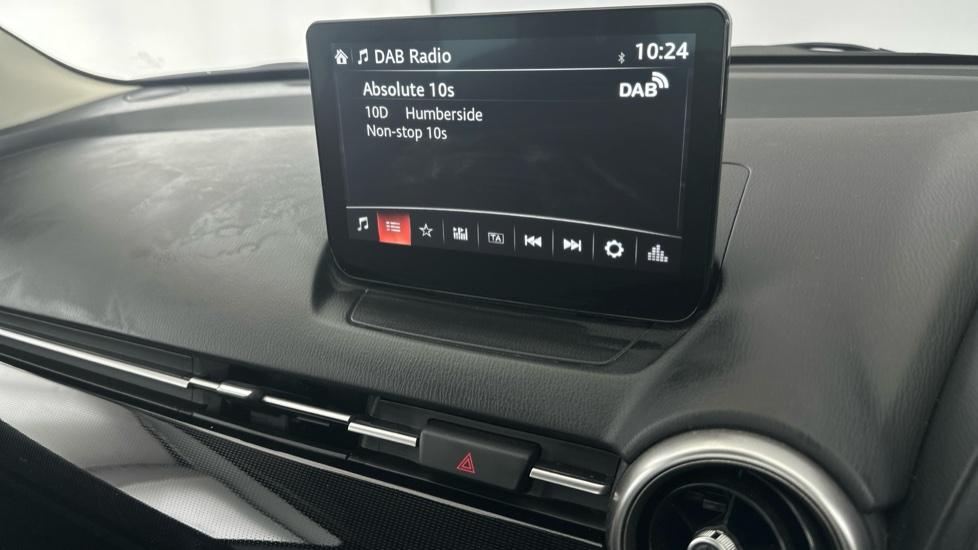 DAB Radio 10:24
Absolute 10s DAB
10D Humberside
Non-stop 10s
TA